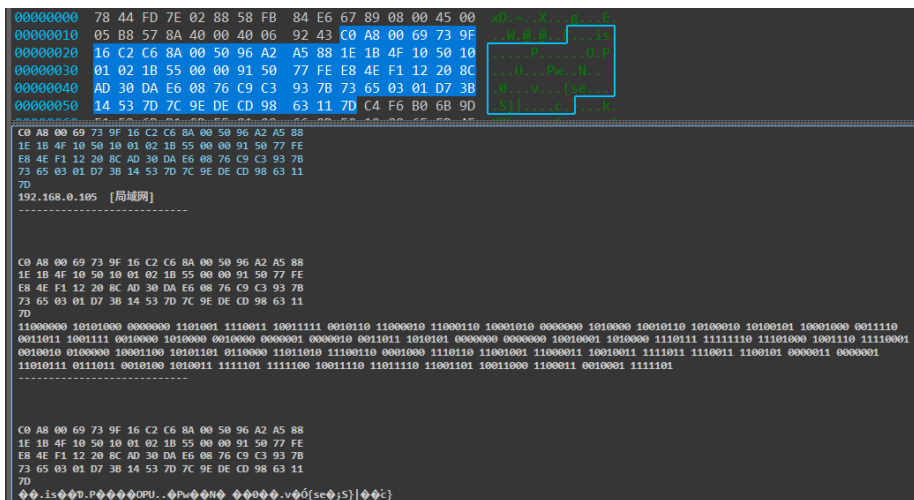 00000000 78 44 FD 7E 02 88 58 FB 84 E6 67 89 08 00 45 00 xD.~..X...g...E.
00000010 05 B8 57 8A 40 00 40 06 92 43 C0 A8 00 69 73 9F ..W.@.@..C...is.
00000020 16 C2 C6 8A 00 50 96 A2 A5 88 1E 1B 4F 10 50 10 .....P......O.P.
00000030 01 02 1B 55 00 00 91 50 77 FE E8 4E F1 12 20 8C ...U...Pw..N.. .
00000040 AD 30 DA E6 08 76 C9 C3 93 7B 73 65 03 01 D7 3B .0...v...{se...;
00000050 14 53 7D 7C 9E DE CD 98 63 11 7D C4 F6 B0 6B 9D .S}|....c.}...k.
C0 A8 00 69 73 9F 16 C2 C6 8A 00 50 96 A2 A5 88
1E 1B 4F 10 50 10 01 02 1B 55 00 00 91 50 77 FE
E8 4E F1 12 20 8C AD 30 DA E6 08 76 C9 C3 93 7B
73 65 03 01 D7 3B 14 53 7D 7C 9E DE CD 98 63 11
7D
192.168.0.105 [局域网]
----------------------------
C0 A8 00 69 73 9F 16 C2 C6 8A 00 50 96 A2 A5 88
1E 1B 4F 10 50 10 01 02 1B 55 00 00 91 50 77 FE
E8 4E F1 12 20 8C AD 30 DA E6 08 76 C9 C3 93 7B
73 65 03 01 D7 3B 14 53 7D 7C 9E DE CD 98 63 11
7D
11000000 10101000 0000000 1101001 1110011 10011111 0010110 11000010 11000110 10001010 0000000 1010000 10010110 10100010 10100101 10001000 0011110
0011011 1001111 0010000 1010000 0010000 0000001 0000010 0011011 1010101 0000000 0000000 10010001 1010000 1110111 11111110 11101000 1001110 11110001
0010010 0100000 10001100 10101101 0110000 11011010 11100110 0001000 1110110 11001001 11000011 10010011 1111011 1110011 1100101 0000011 0000001
11010111 0111011 0010100 1010011 1111101 1111100 10011110 11011110 11001101 10011000 1100011 0010001 1111101
----------------------------
C0 A8 00 69 73 9F 16 C2 C6 8A 00 50 96 A2 A5 88
1E 1B 4F 10 50 10 01 02 1B 55 00 00 91 50 77 FE
E8 4E F1 12 20 8C AD 30 DA E6 08 76 C9 C3 93 7B
73 65 03 01 D7 3B 14 53 7D 7C 9E DE CD 98 63 11
7D